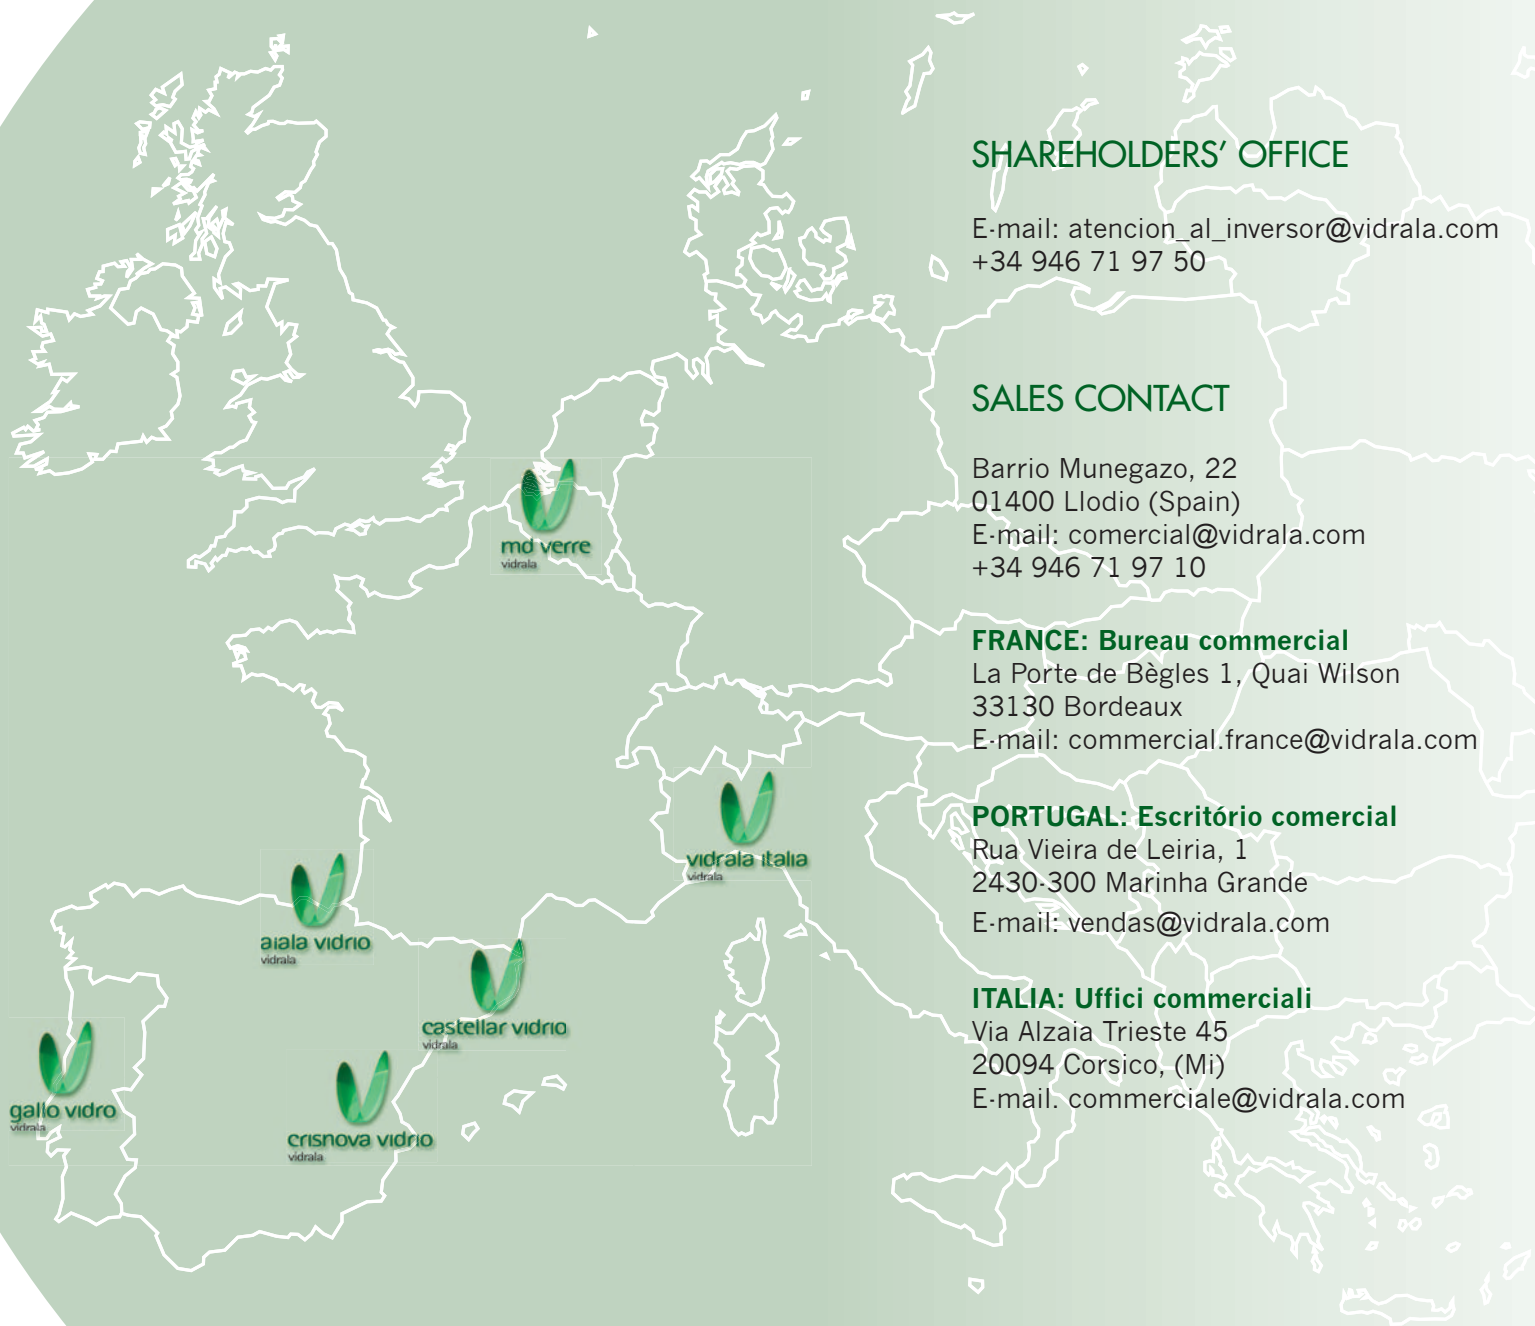 SHAREHOLDERS’ OFFICE
E-mail: atencion_al_inversor@vidrala.com
+34 946 71 97 50
SALES CONTACT
Barrio Munegazo, 22
01400 Llodio (Spain)
E-mail: comercial@vidrala.com
+34 946 71 97 10
FRANCE: Bureau commercial
La Porte de Bègles 1, Quai Wilson
33130 Bordeaux
E-mail: commercial.france@vidrala.com
PORTUGAL: Escritório comercial
Rua Vieira de Leiria, 1
2430-300 Marinha Grande
E-mail: vendas@vidrala.com
ITALIA: Uffici commerciali
Via Alzaia Trieste 45
20094 Corsico, (Mi)
E-mail. commerciale@vidrala.com
md verre
vidrala
vidrala italia
vidrala
aiala vidrio
vidrala
castellar vidrio
vidrala
gallo vidro
vidrala
crisnova vidrio
vidrala